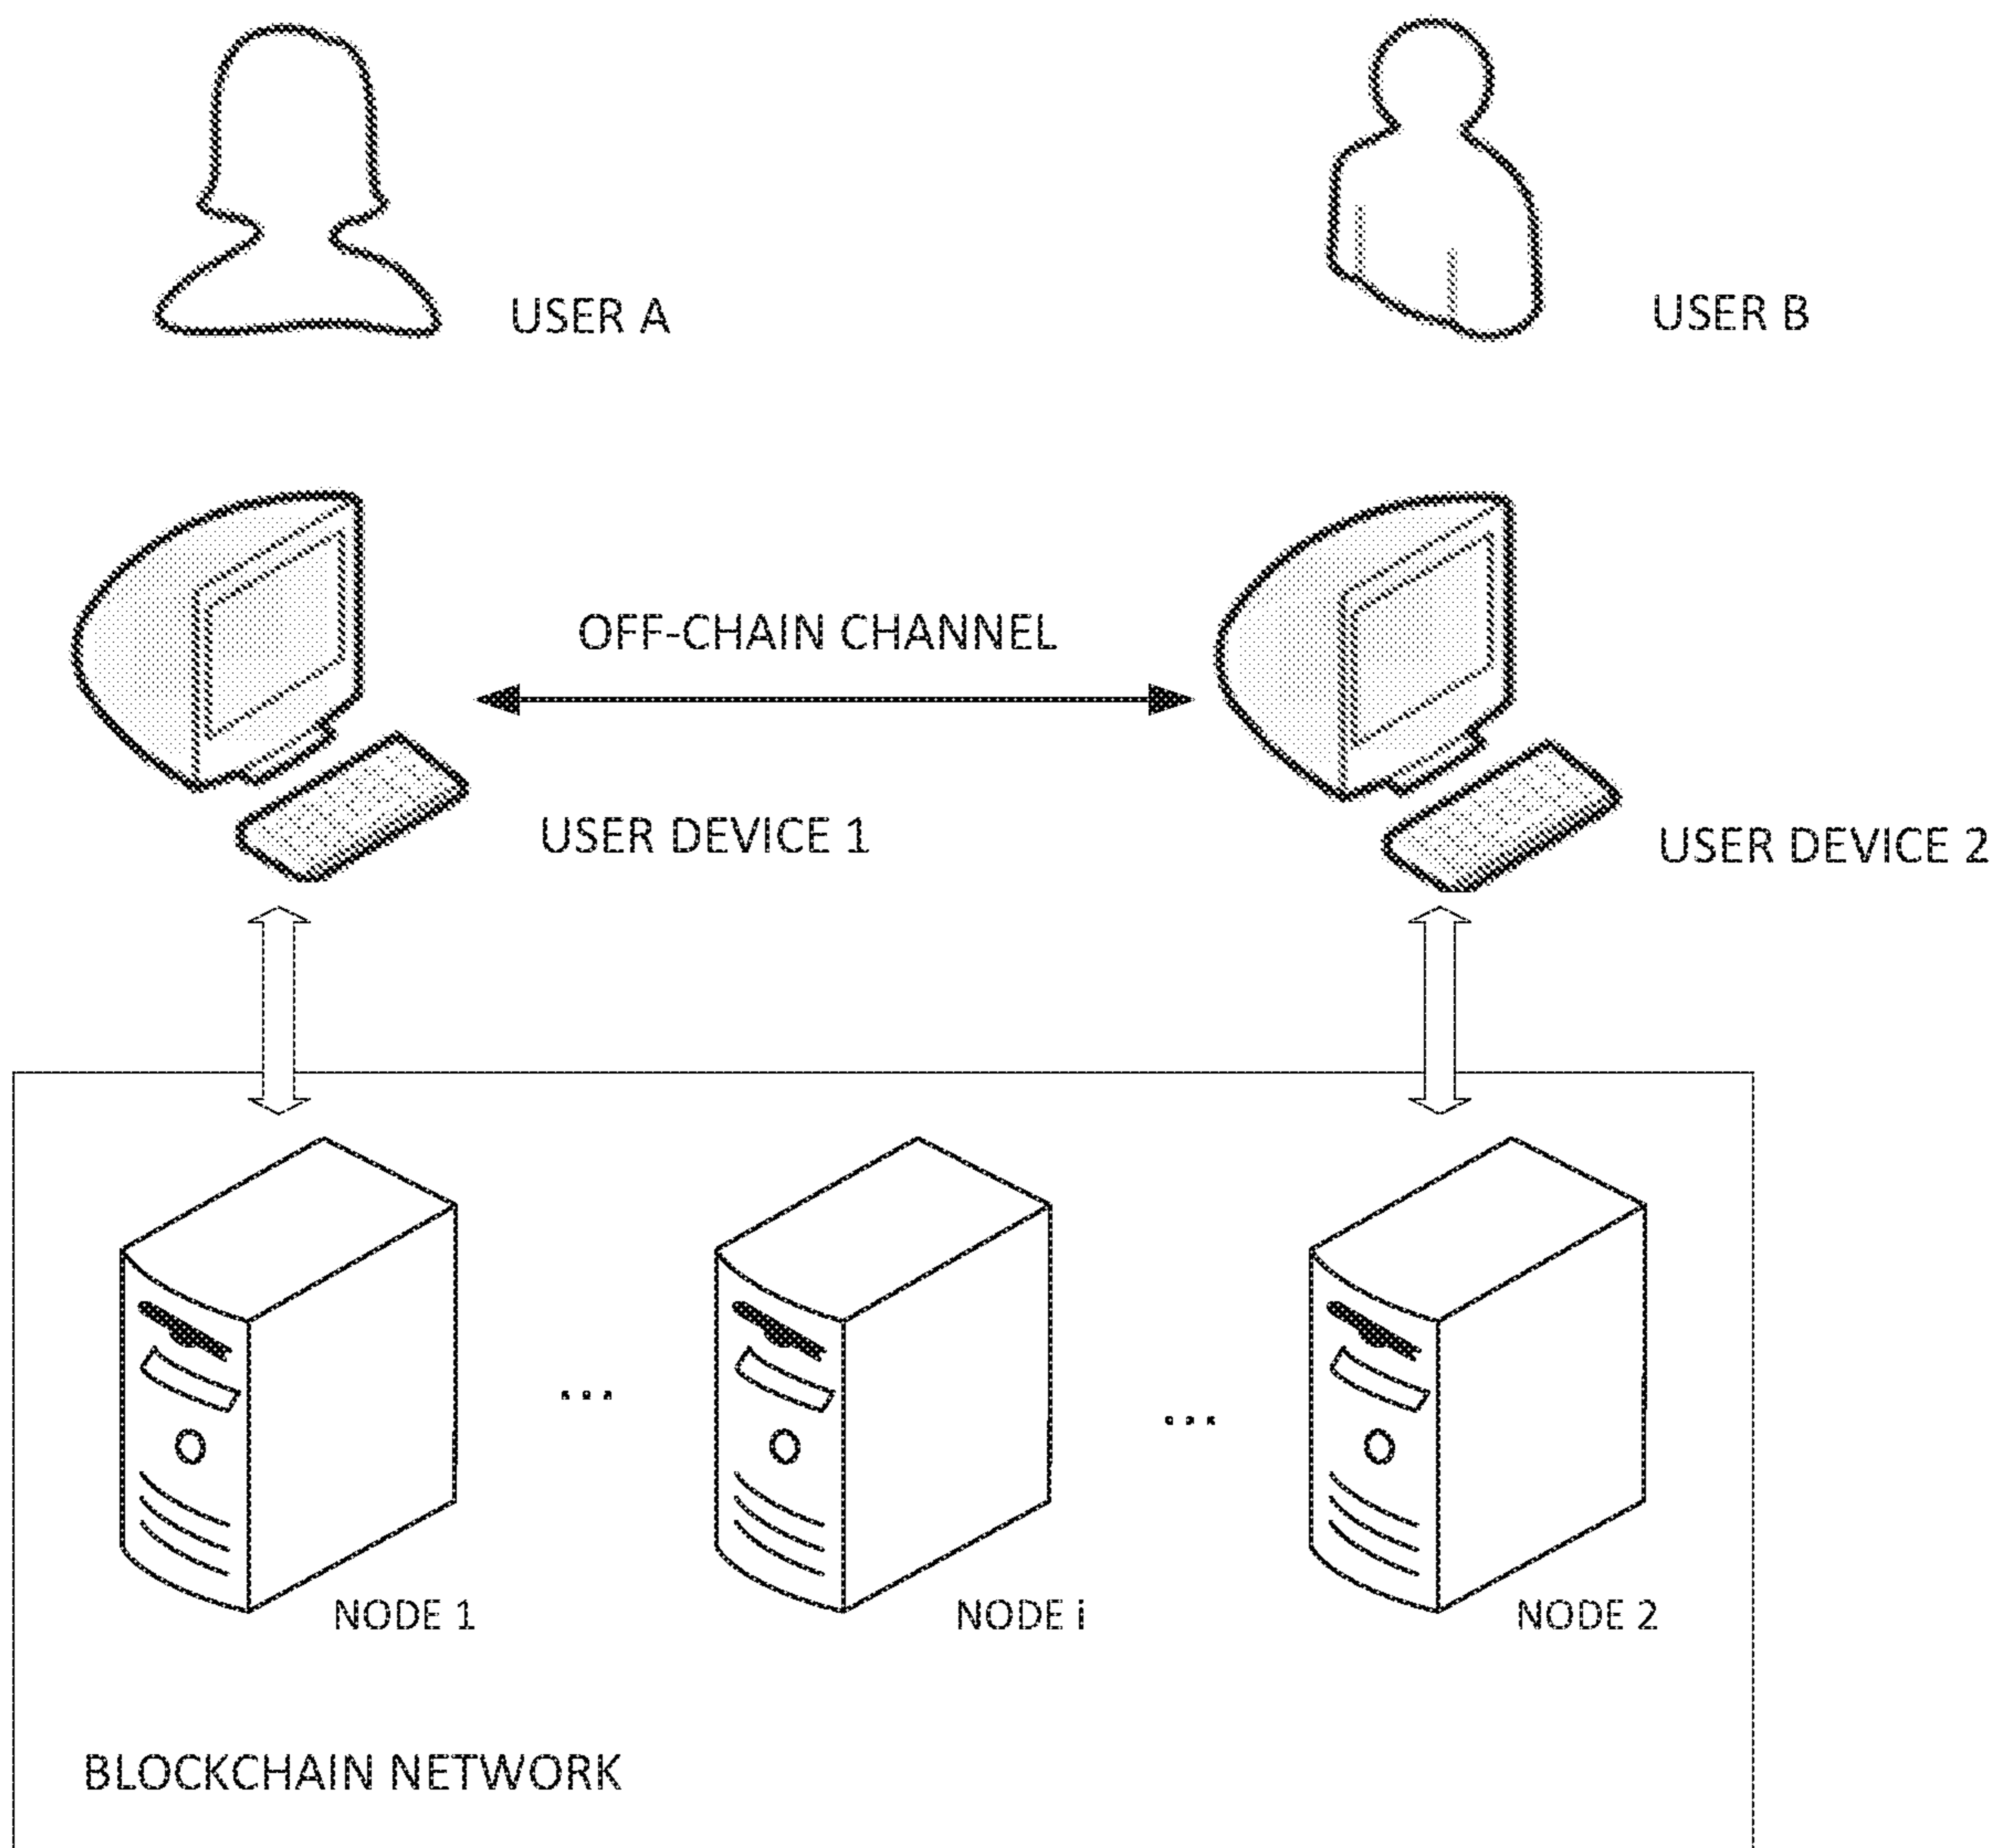 USER A
USER B
OFF-CHAIN CHANNEL
USER DEVICE 1
USER DEVICE 2
...
...
NODE 1
NODE i
NODE 2
BLOCKCHAIN NETWORK